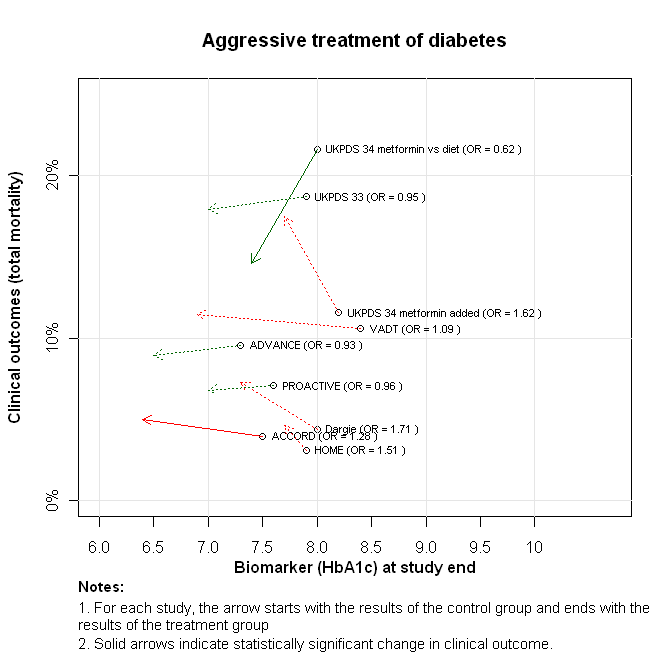 Aggressive treatment of diabetes
Clinical outcomes (total mortality)
20%
10%
0%
UKPDS 34 metformin vs diet (OR = 0.62 )
UKPDS 33 (OR = 0.95 )
UKPDS 34 metformin added (OR = 1.62 )
VADT (OR = 1.09 )
ADVANCE (OR = 0.93 )
PROACTIVE (OR = 0.96 )
Dargie (OR = 1.71 )
ACCORD (OR = 1.28 )
HOME (OR = 1.51 )
6.0 6.5 7.0 7.5 8.0 8.5 9.0 9.5 10
Biomarker (HbA1c) at study end
Notes:
1. For each study, the arrow starts with the results of the control group and ends with the
results of the treatment group
2. Solid arrows indicate statistically significant change in clinical outcome.